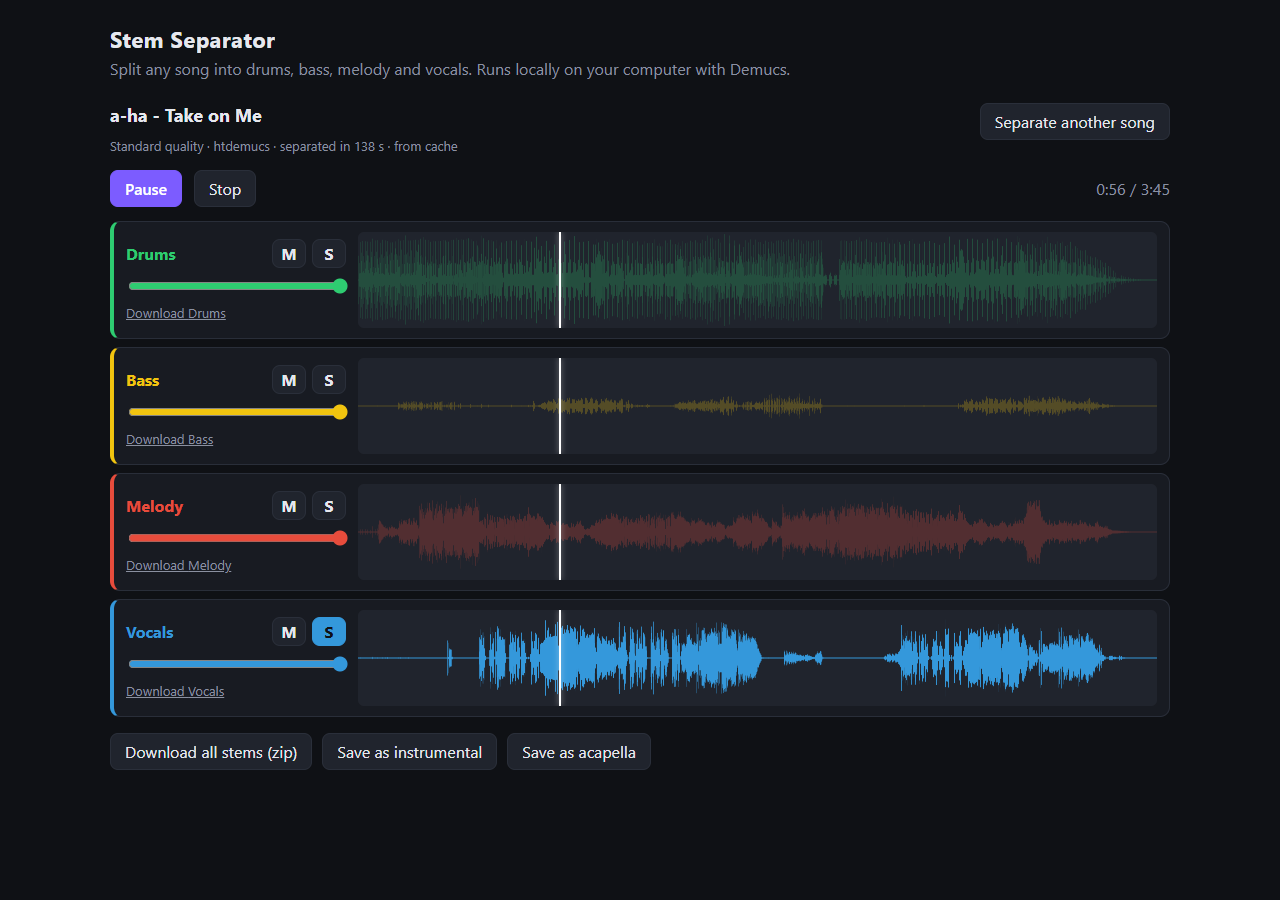 Stem Separator
Split any song into drums, bass, melody and vocals. Runs locally on your computer with Demucs.
a-ha - Take on Me
Separate another song
Standard quality · htdemucs · separated in 138 s · from cache
Pause
Stop
0:56 / 3:45
Drums
M
S
Download Drums
Bass
M
S
Download Bass
Melody
M
S
Download Melody
Vocals
M
S
Download Vocals
Download all stems (zip)
Save as instrumental
Save as acapella